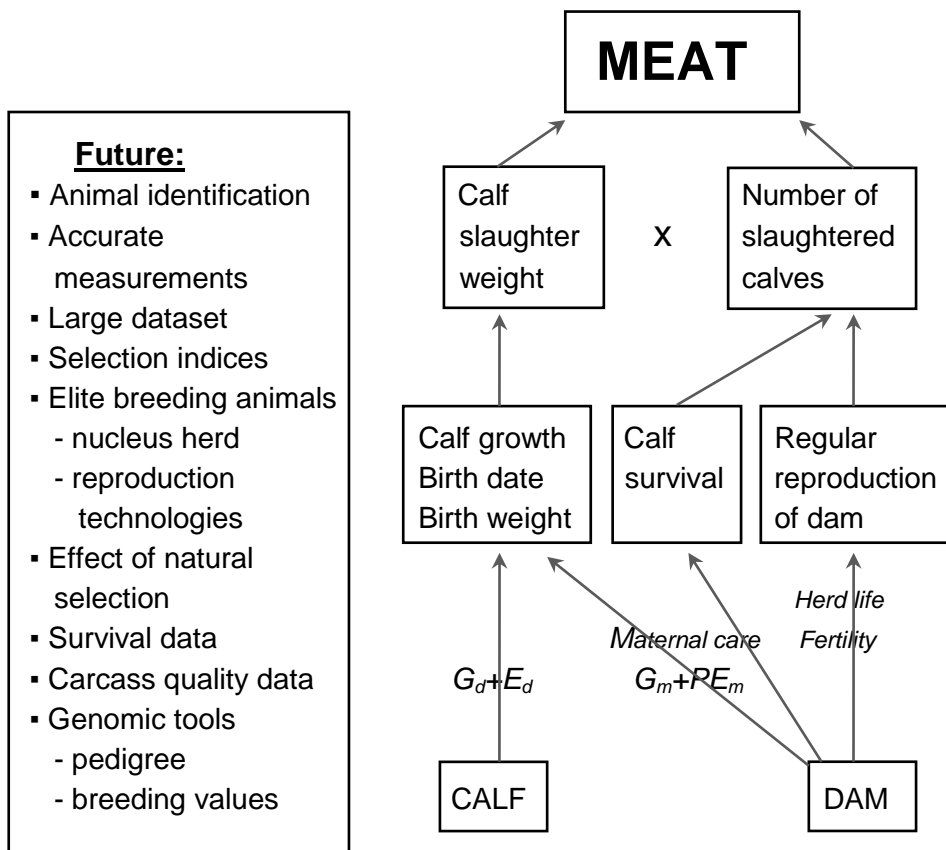 MEAT
Future:
▪ Animal identification
▪ Accurate
measurements
▪ Large dataset
▪ Selection indices
▪ Elite breeding animals
- nucleus herd
- reproduction
technologies
▪ Effect of natural
selection
▪ Survival data
▪ Carcass quality data
▪ Genomic tools
- pedigree
- breeding values
Calf
slaughter
weight
x
Number of
slaughtered
calves
Calf growth
Birth date
Birth weight
Calf
survival
Regular
reproduction
of dam
Herd life
Fertility
Maternal care
Gd+Ed
Gm+PEm
CALF
DAM